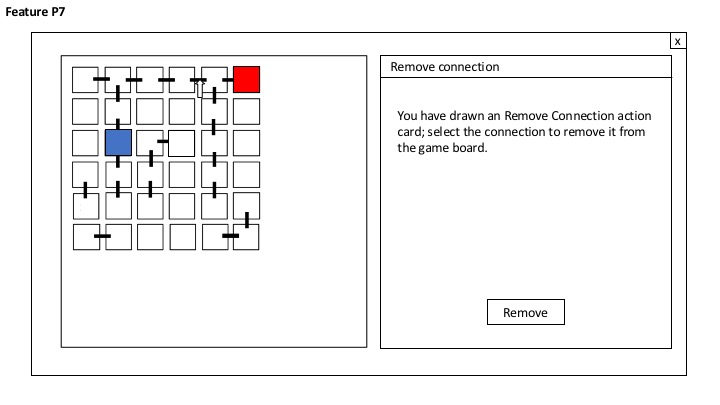 Feature P7
x
Remove connection
You have drawn an Remove Connection action
card; select the connection to remove it from
the game board.
Remove